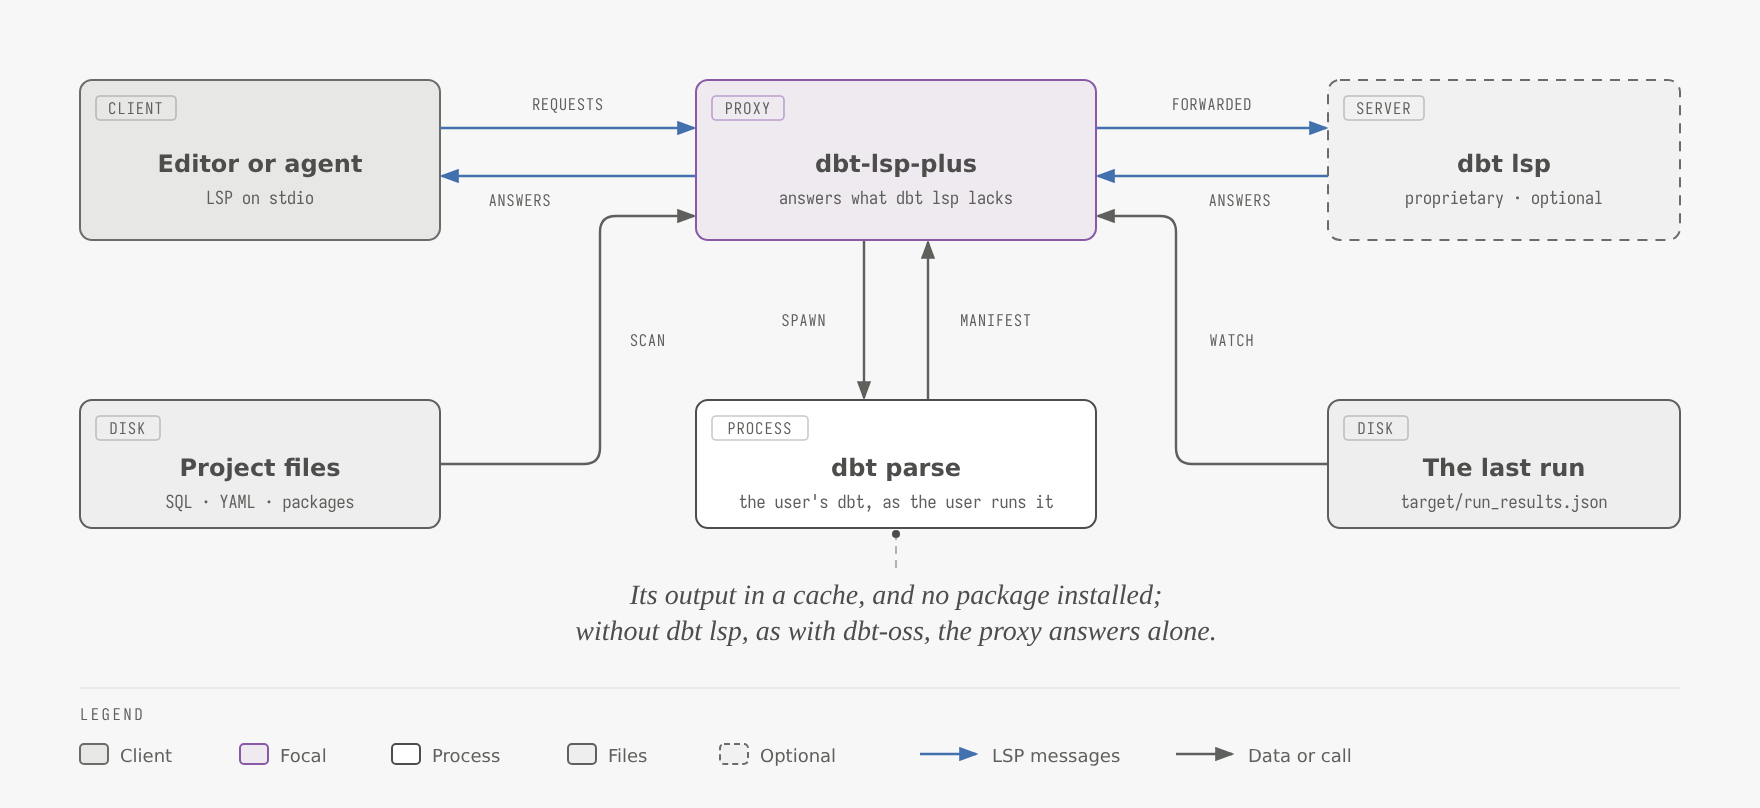 CLIENT
Editor or agent
LSP on stdio
REQUESTS
ANSWERS
PROXY
dbt-lsp-plus
answers what dbt lsp lacks
FORWARDED
ANSWERS
SERVER
dbt lsp
proprietary · optional
SCAN
SPAWN
MANIFEST
WATCH
DISK
Project files
SQL · YAML · packages
PROCESS
dbt parse
the user's dbt, as the user runs it
DISK
The last run
target/run_results.json
Its output in a cache, and no package installed;
without dbt lsp, as with dbt-oss, the proxy answers alone.
LEGEND
Client
Focal
Process
Files
Optional
LSP messages
Data or call